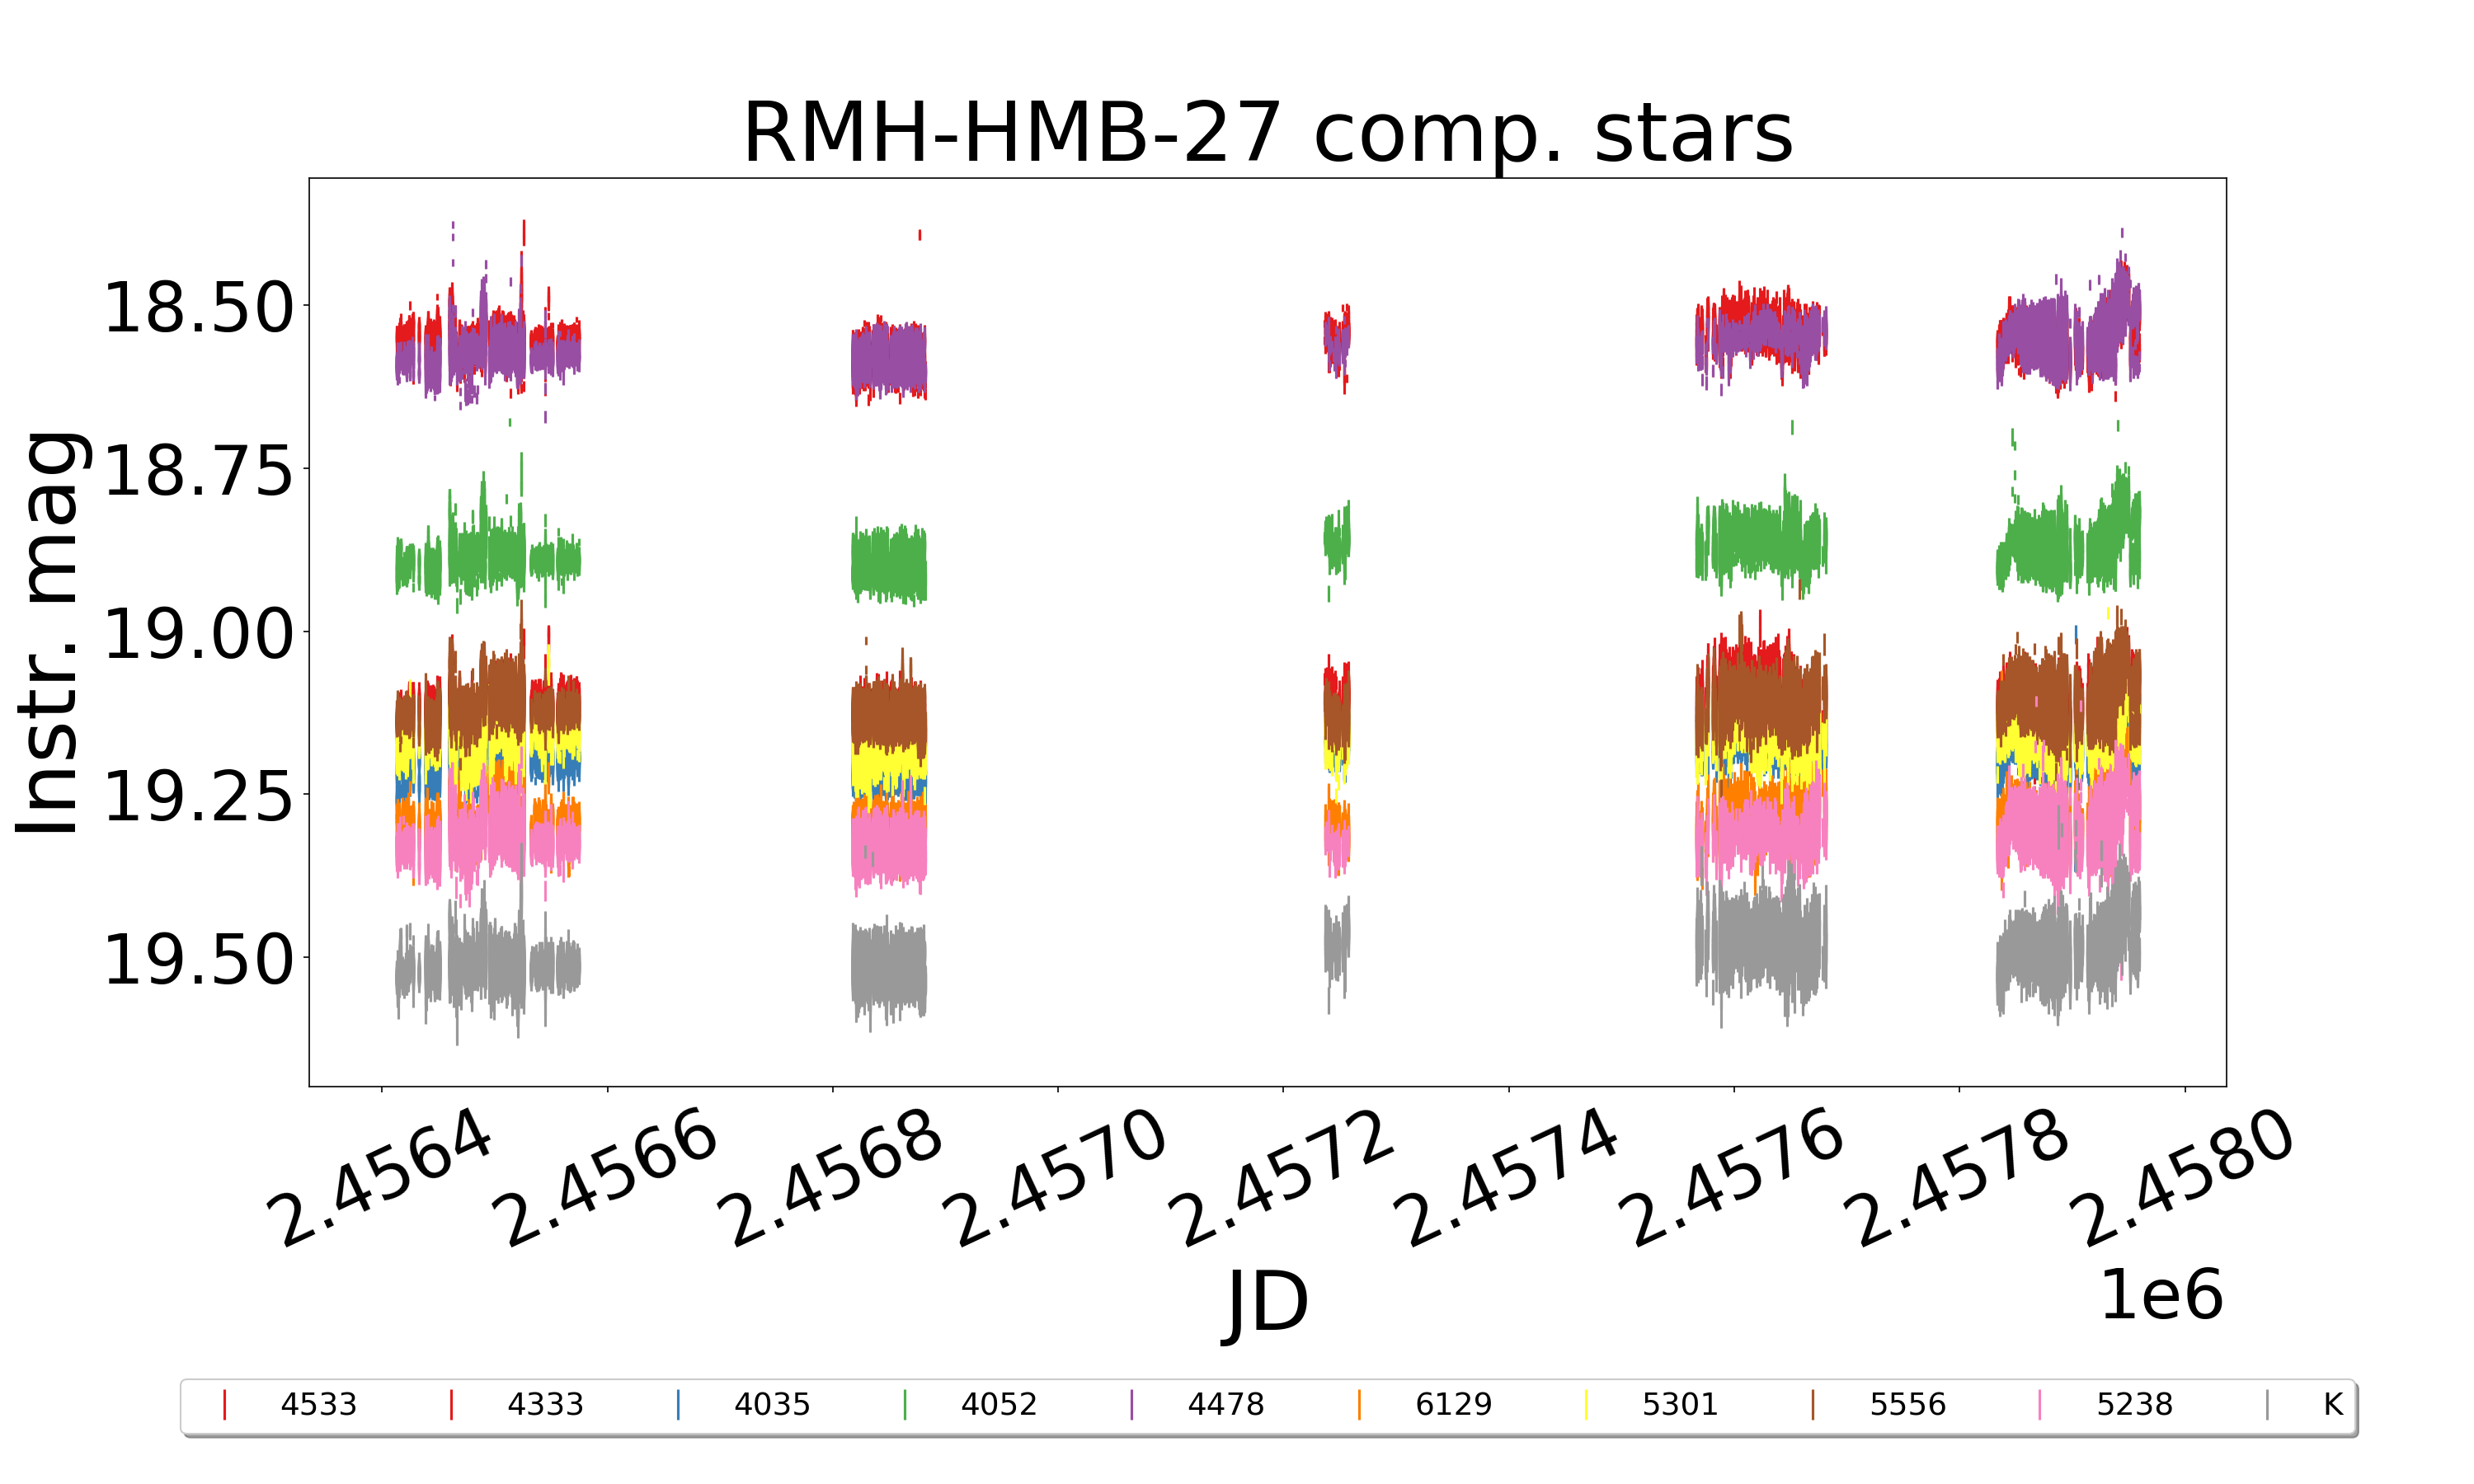 RMH-HMB-27 comp. stars
Instr. mag
18.50
18.75
19.00
19.25
19.50
2.4564 2.4566 2.4568 2.4570 2.4572 2.4574 2.4576 2.4578 2.4580
JD
1e6
4533 4333 4035 4052 4478 6129 5301 5556 5238 K